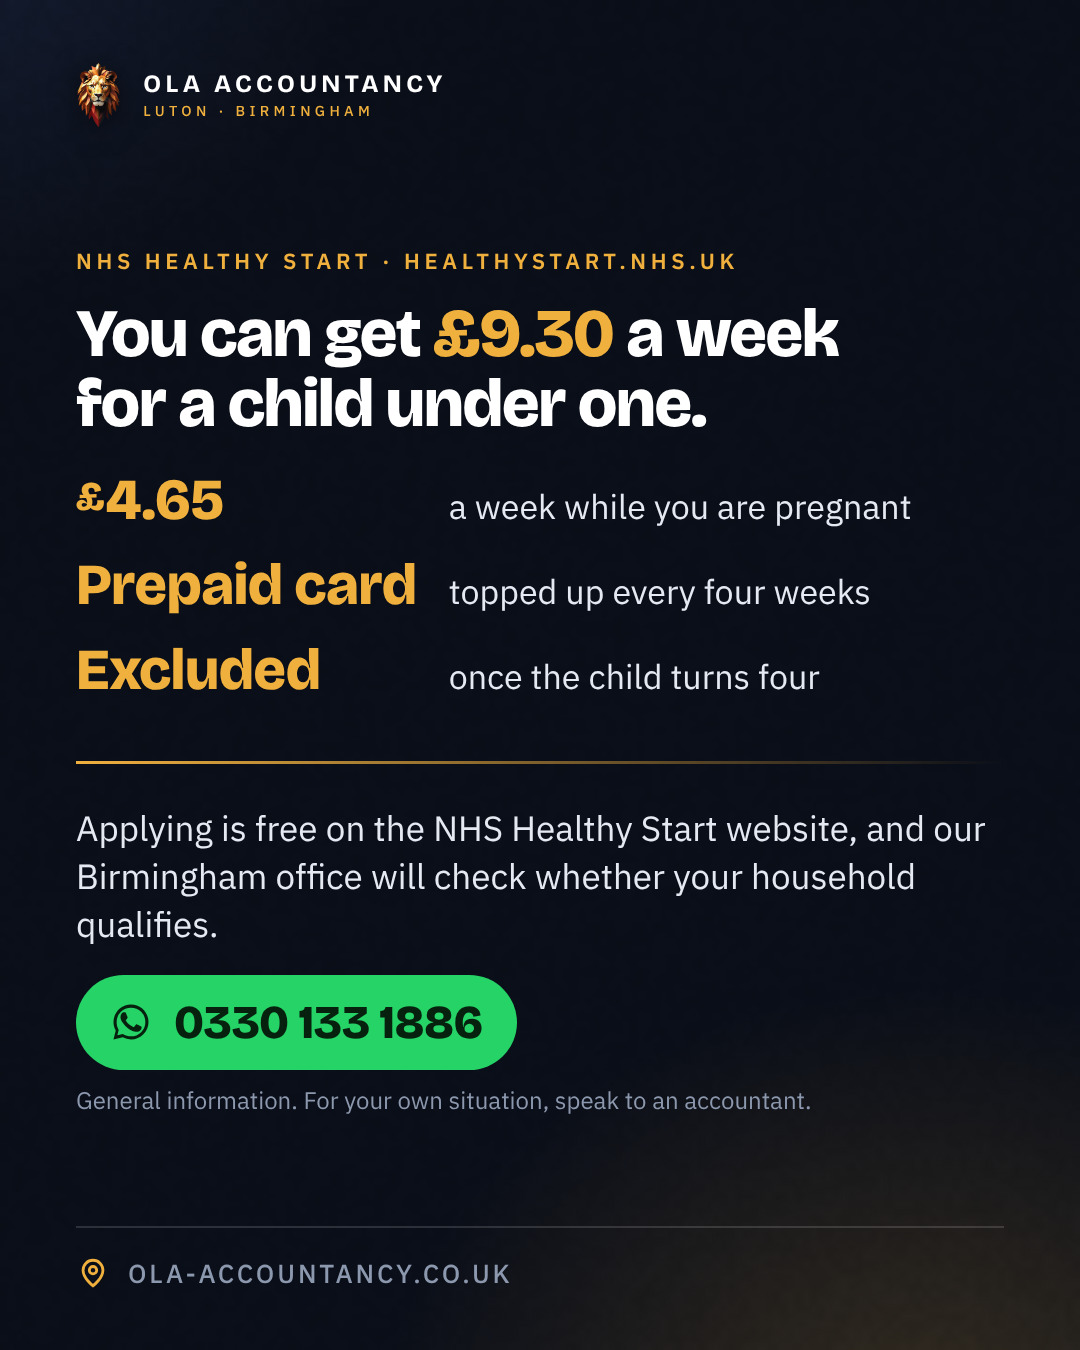 OLA ACCOUNTANCY
LUTON · BIRMINGHAM
NHS HEALTHY START · HEALTHYSTART.NHS.UK
You can get £9.30 a week
for a child under one.
£4.65 a week while you are pregnant
Prepaid card topped up every four weeks
Excluded once the child turns four
Applying is free on the NHS Healthy Start website, and our
Birmingham office will check whether your household
qualifies.
0330 133 1886
General information. For your own situation, speak to an accountant.
OLA-ACCOUNTANCY.CO.UK